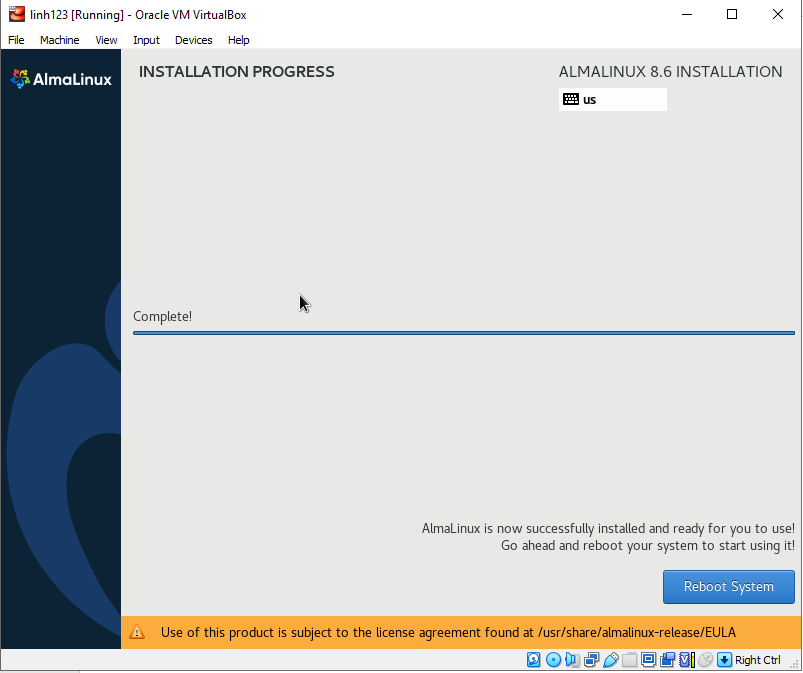 linh123 [Running] - Oracle VM VirtualBox
File Machine View Input Devices Help
AlmaLinux
INSTALLATION PROGRESS
ALMALINUX 8.6 INSTALLATION
us
Complete!
AlmaLinux is now successfully installed and ready for you to use!
Go ahead and reboot your system to start using it!
Reboot System
Use of this product is subject to the license agreement found at /usr/share/almalinux-release/EULA
Right Ctrl